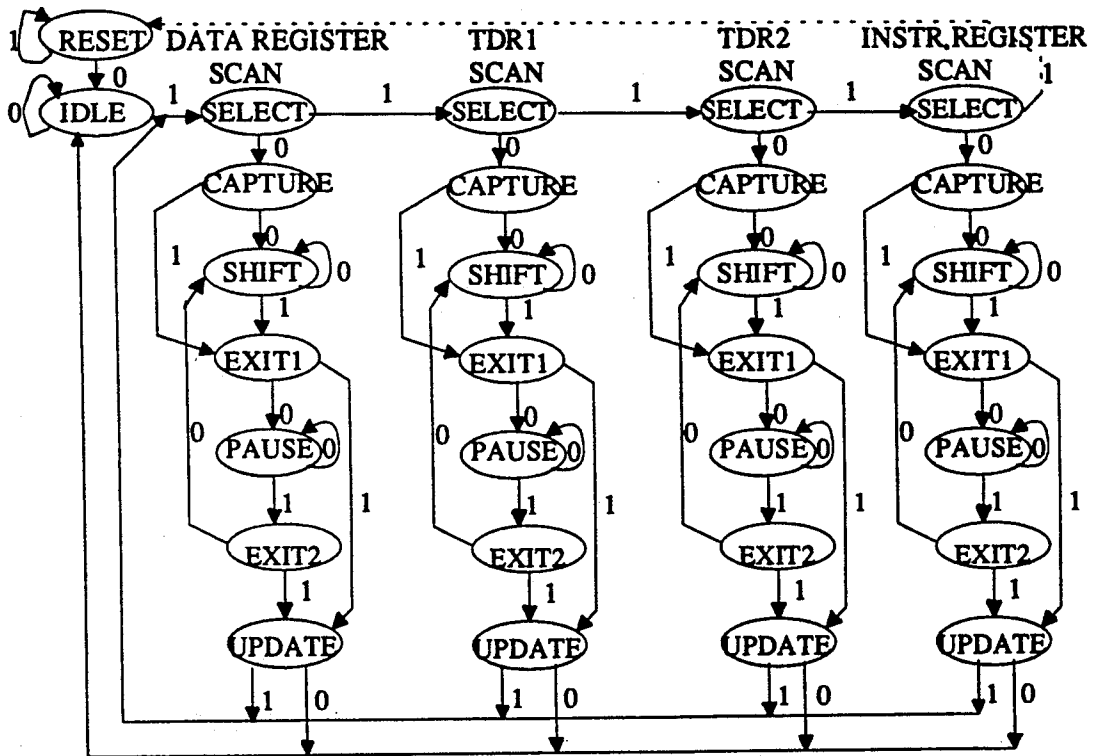 1 RESET DATA REGISTER TDR1 TDR2 INSTR.REGISTER
0 SCAN SCAN SCAN SCAN 1
0 IDLE 1 SELECT 1 SELECT 1 SELECT 1 SELECT
0 0 0 0
CAPTURE CAPTURE CAPTURE CAPTURE
0 0 0 0
1 SHIFT 0 1 SHIFT 0 1 SHIFT 0 1 SHIFT 0
1 1 1 1
EXIT1 EXIT1 EXIT1 EXIT1
0 0 0 0
0 PAUSE 0 0 PAUSE 0 0 PAUSE 0 0 PAUSE 0
1 1 1 1 1 1 1 1
EXIT2 EXIT2 EXIT2 EXIT2
1 1 1 1
UPDATE UPDATE UPDATE UPDATE
1 0 1 0 1 0 1 0